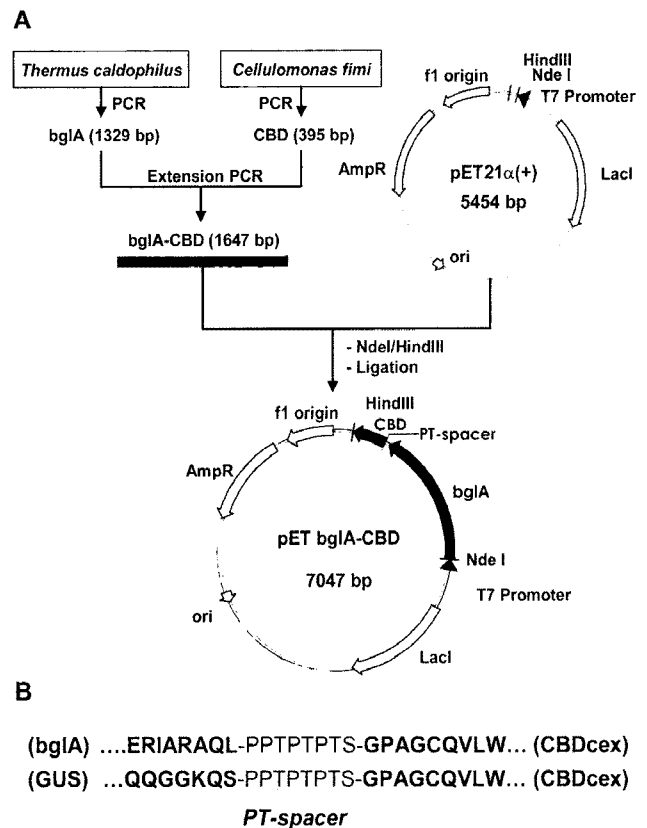 A
Thermus caldophilus
Cellulomonas fimi
PCR
PCR
bglA (1329 bp)
CBD (395 bp)
Extension PCR
bglA-CBD (1647 bp)
HindIII
Nde I
f1 origin
T7 Promoter
AmpR
pET21α(+)
5454 bp
LacI
ori
- NdeI/HindIII
- Ligation
HindIII
f1 origin
CBD
PT-spacer
AmpR
bglA
pET bglA-CBD
7047 bp
Nde I
T7 Promoter
ori
LacI
B
(bglA) ....ERIARAQL-PPTPTPTS-GPAGCQVLW... (CBDcex)
(GUS) ...QQGGKQS-PPTPTPTS-GPAGCQVLW... (CBDcex)
PT-spacer